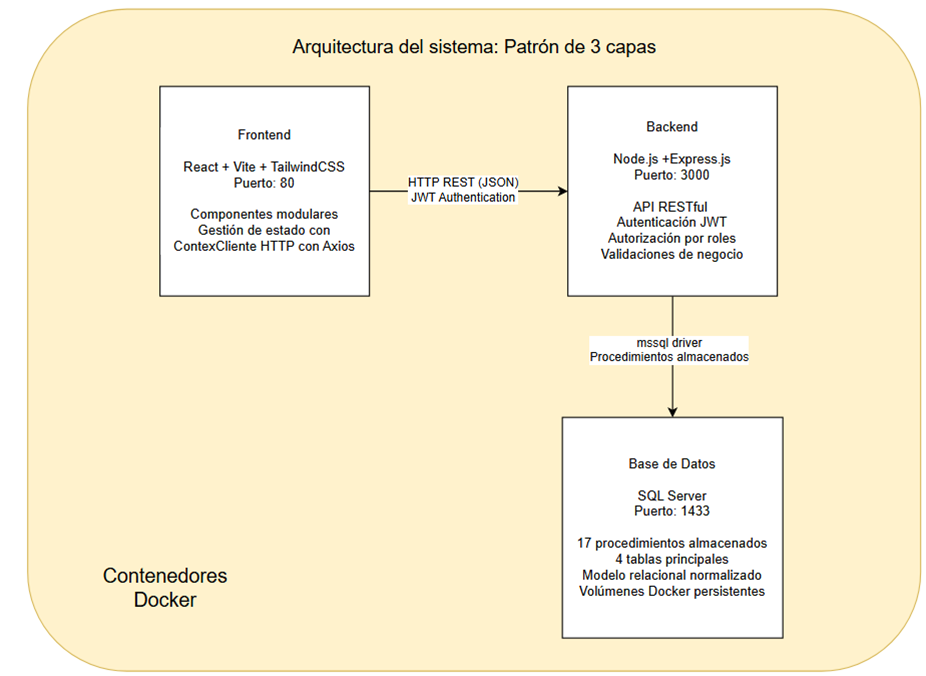 Arquitectura del sistema: Patrón de 3 capas
Frontend
React + Vite + TailwindCSS
Puerto: 80
Componentes modulares
Gestión de estado con
ContexCliente HTTP con Axios
HTTP REST (JSON)
JWT Authentication
Backend
Node.js +Express.js
Puerto: 3000
API RESTful
Autenticación JWT
Autorización por roles
Validaciones de negocio
mssql driver
Procedimientos almacenados
Base de Datos
SQL Server
Puerto: 1433
17 procedimientos almacenados
4 tablas principales
Modelo relacional normalizado
Volúmenes Docker persistentes
Contenedores
Docker